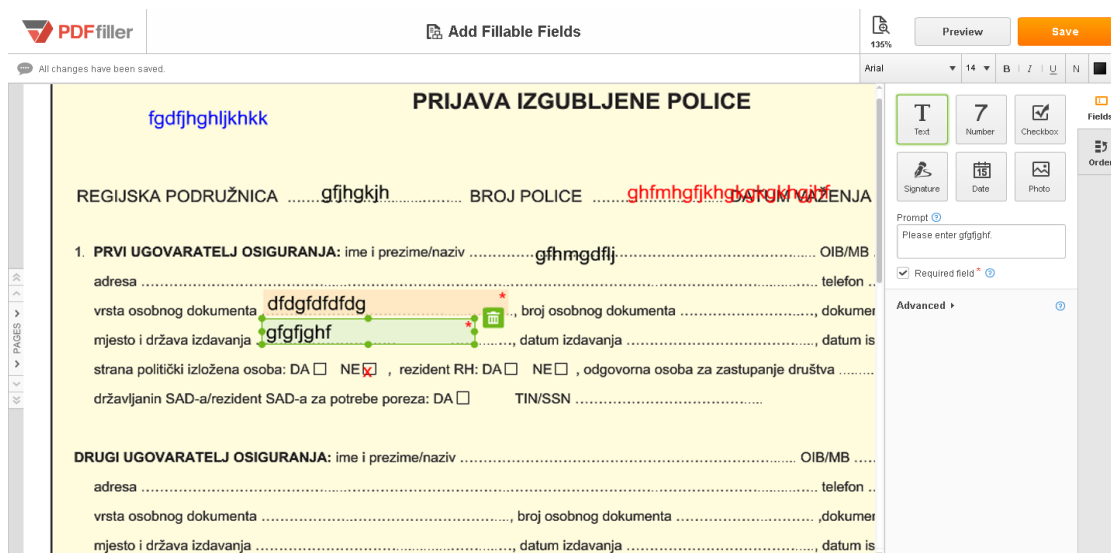 PDFfiller
Add Fillable Fields
135%
Preview
Save
All changes have been saved.
Arial
14
B I U N
PRIJAVA IZGUBLJENE POLICE
fgdfjhghljkhkk
REGIJSKA PODRUŽNICA .......gfjhgkjh.................. BROJ POLICE .......ghfmhgfjkhgkgkgkhgjhf DATUM VAŽENJA
1. PRVI UGOVARATELJ OSIGURANJA: ime i prezime/naziv ................gfhmgdflj.................................................... OIB/MB .
adresa ........................................................................................................ telefon ..
vrsta osobnog dokumenta dfdgfdfdfdg * .., broj osobnog dokumenta ..................................., dokumen
mjesto i država izdavanja gfgfjghf * ..........., datum izdavanja ..............................................., datum is
strana politički izložena osoba: DA NE x , rezident RH: DA NE , odgovorna osoba za zastupanje društva .........
državljanin SAD-a/rezident SAD-a za potrebe poreza: DA TIN/SSN ...............................................
DRUGI UGOVARATELJ OSIGURANJA: ime i prezime/naziv ........................................................................ OIB/MB .....
adresa ........................................................................................................ telefon ..
vrsta osobnog dokumenta ............................................................, broj osobnog dokumenta ................................... ,dokumen
mjesto i država izdavanja ............................................................, datum izdavanja ..............................................., datum is
PAGES
T
Text
7
Number
Checkbox
Signature
15
Date
Photo
Fields
Order
Prompt ?
Please enter gfgfjghf.
Required field * ?
Advanced ?